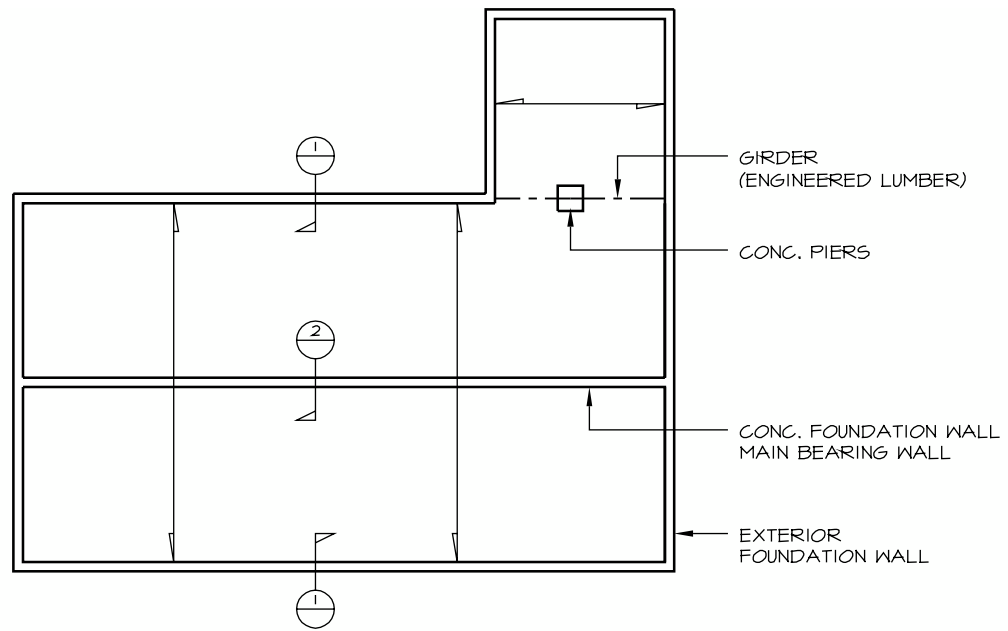 1
GIRDER
(ENGINEERED LUMBER)
CONC. PIERS
2
CONC. FOUNDATION WALL
MAIN BEARING WALL
EXTERIOR
FOUNDATION WALL
1